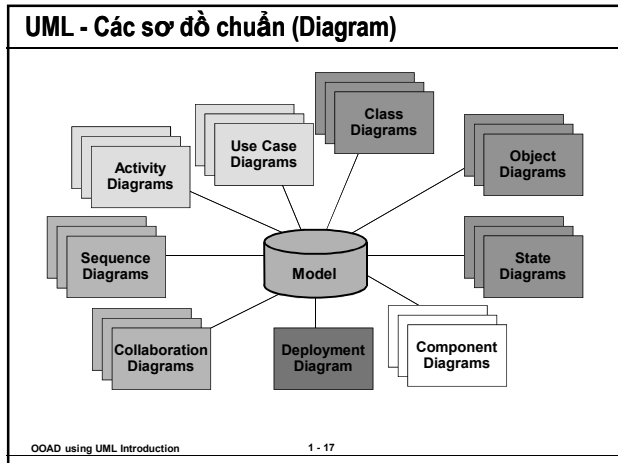 UML - Các sơ đồ chuẩn (Diagram)
Class
Diagrams
Use Case
Diagrams
Activity
Diagrams
Object
Diagrams
Sequence
Diagrams
Model
State
Diagrams
Collaboration
Diagrams
Deployment
Diagram
Component
Diagrams
OOAD using UML Introduction
1 - 17